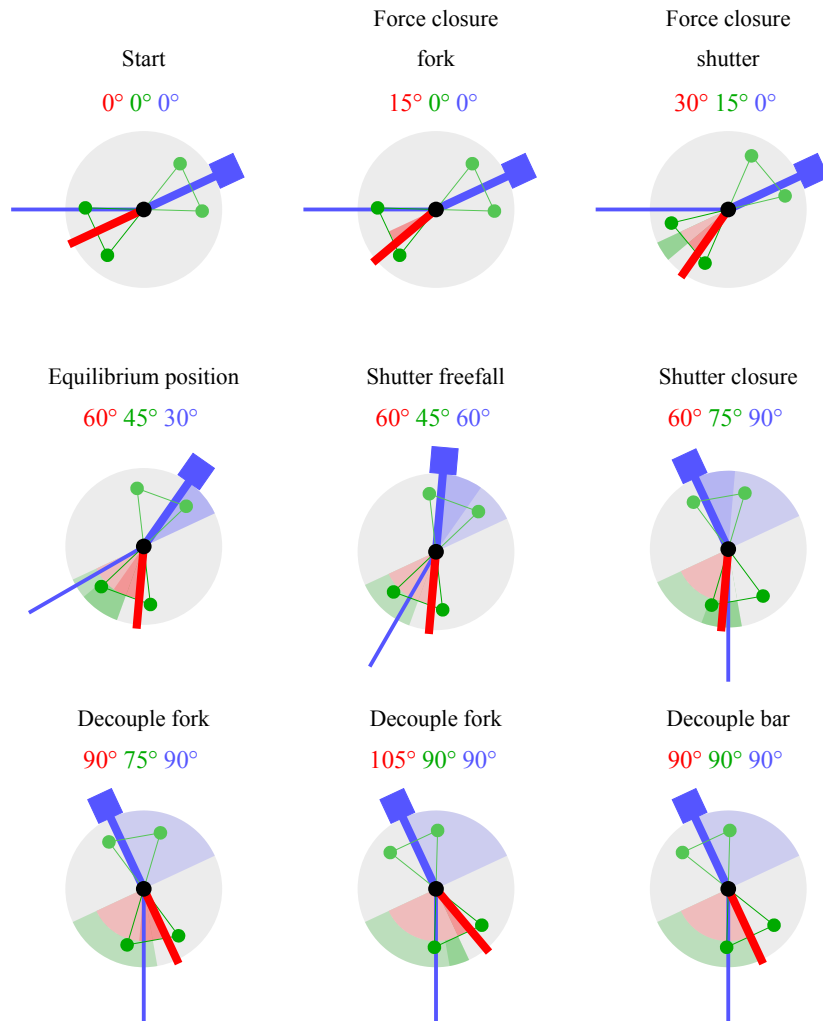 Start
0° 0° 0°
Force closure
fork
15° 0° 0°
Force closure
shutter
30° 15° 0°
Equilibrium position
60° 45° 30°
Shutter freefall
60° 45° 60°
Shutter closure
60° 75° 90°
Decouple fork
90° 75° 90°
Decouple fork
105° 90° 90°
Decouple bar
90° 90° 90°